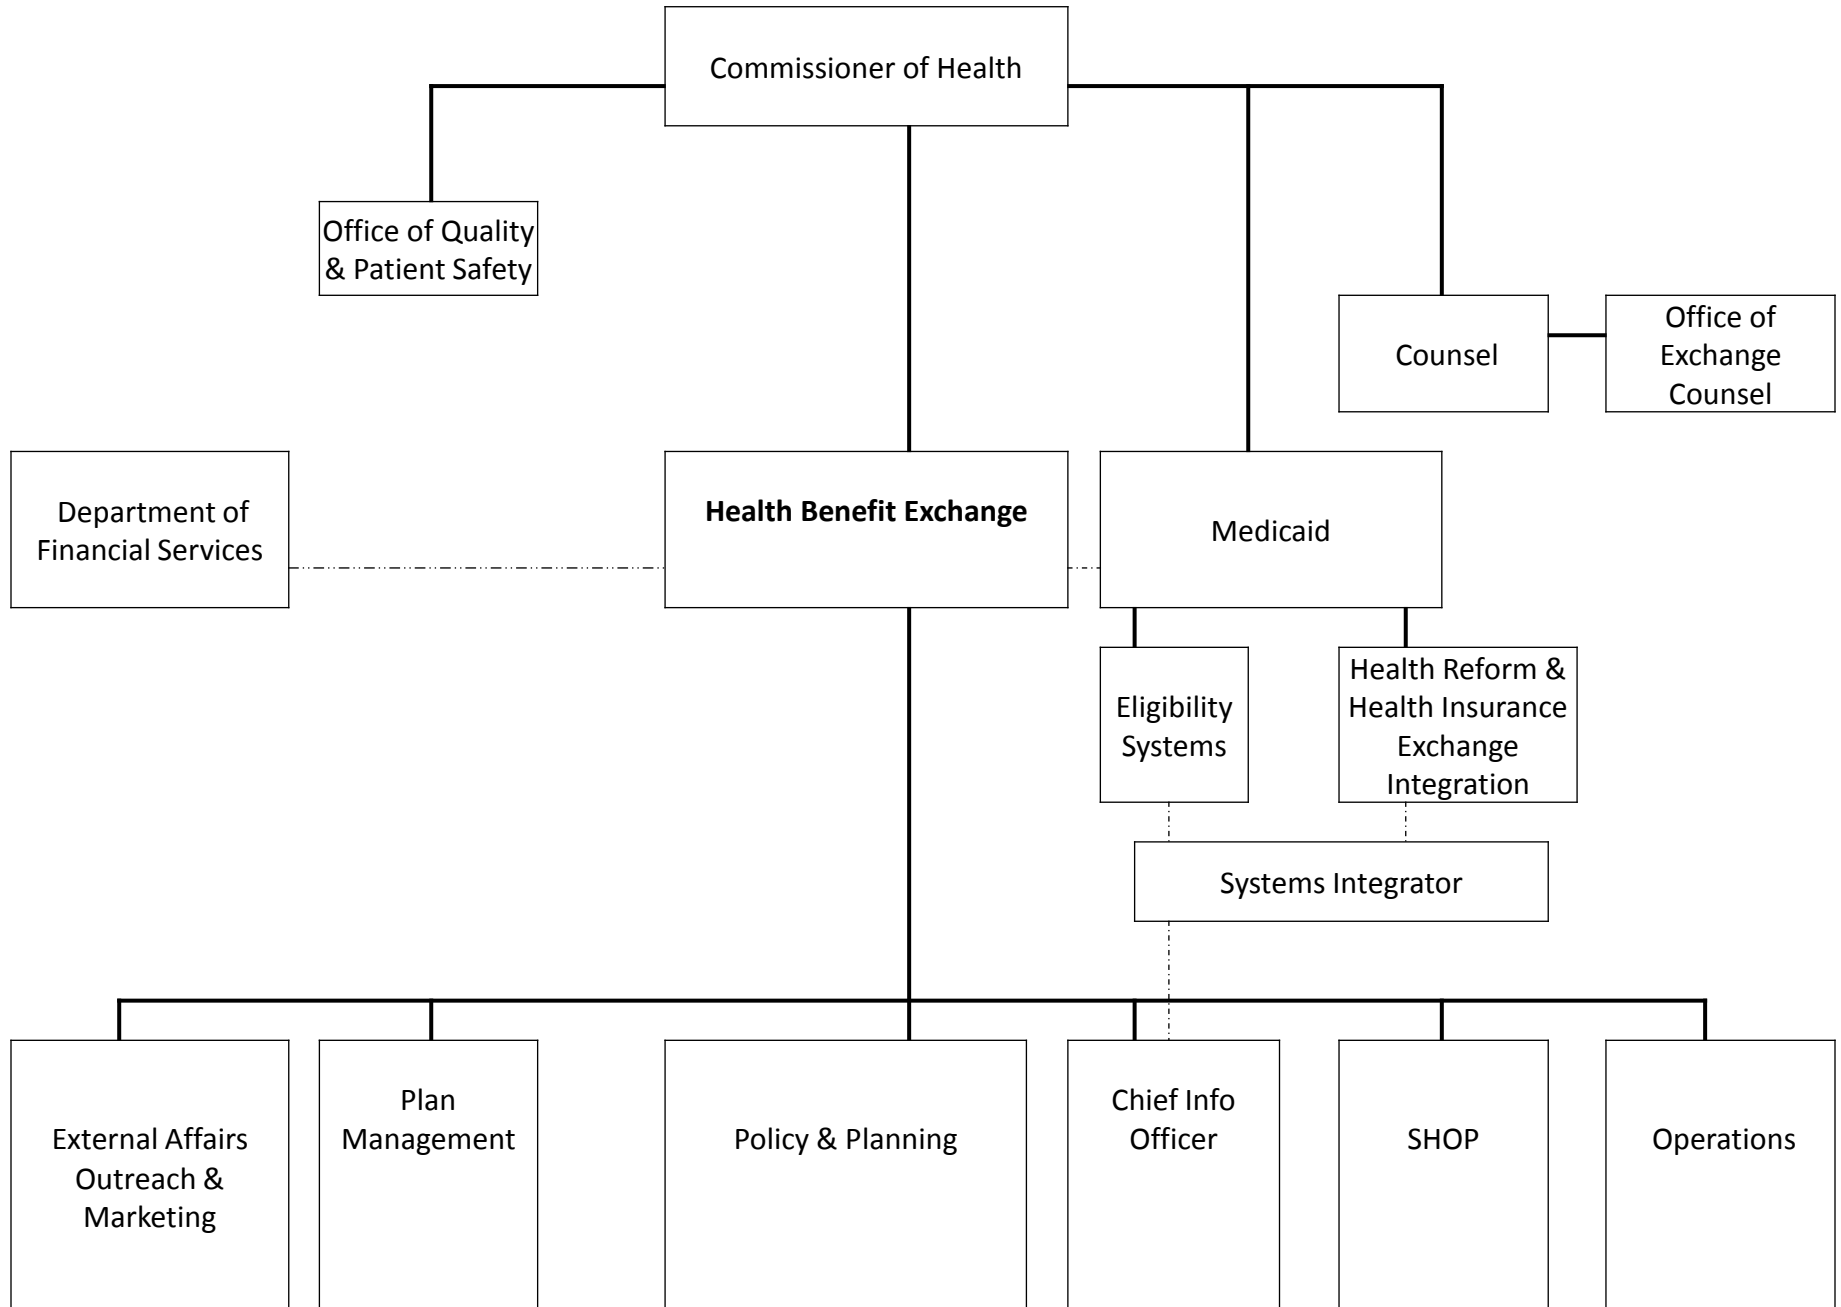 Commissioner of Health
Office of Quality
& Patient Safety
Counsel
Office of
Exchange
Counsel
Department of
Financial Services
Health Benefit Exchange
Medicaid
Eligibility
Systems
Health Reform &
Health Insurance
Exchange
Integration
Systems Integrator
External Affairs
Outreach &
Marketing
Plan
Management
Policy & Planning
Chief Info
Officer
SHOP
Operations